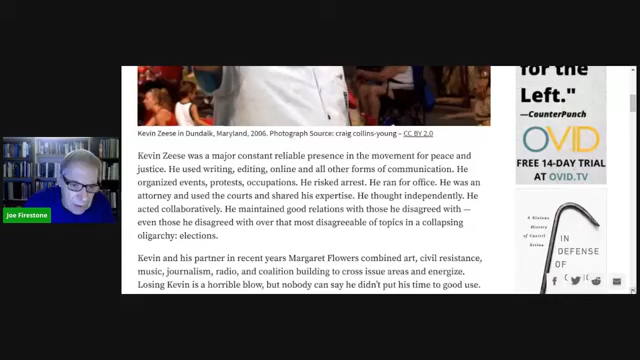 for the
Left."
—CounterPunch
OVID
FREE 14-DAY TRIAL
AT OVID.TV
Kevin Zeese in Dundalk, Maryland, 2006. Photograph Source: craig collins-young – CC BY 2.0
Kevin Zeese was a major constant reliable presence in the movement for peace and
justice. He used writing, editing, online and all other forms of communication. He
organized events, protests, occupations. He risked arrest. He ran for office. He was an
attorney and used the courts and shared his expertise. He thought independently. He
acted collaboratively. He maintained good relations with those he disagreed with —
even those he disagreed with over that most disagreeable of topics in a collapsing
oligarchy: elections.
Kevin and his partner in recent years Margaret Flowers combined art, civil resistance,
music, journalism, radio, and coalition building to cross issue areas and energize.
Losing Kevin is a horrible blow, but nobody can say he didn't put his time to good use.
Joe Firestone
A History
of Uncivil
Action
IN
DEFENSE
OF